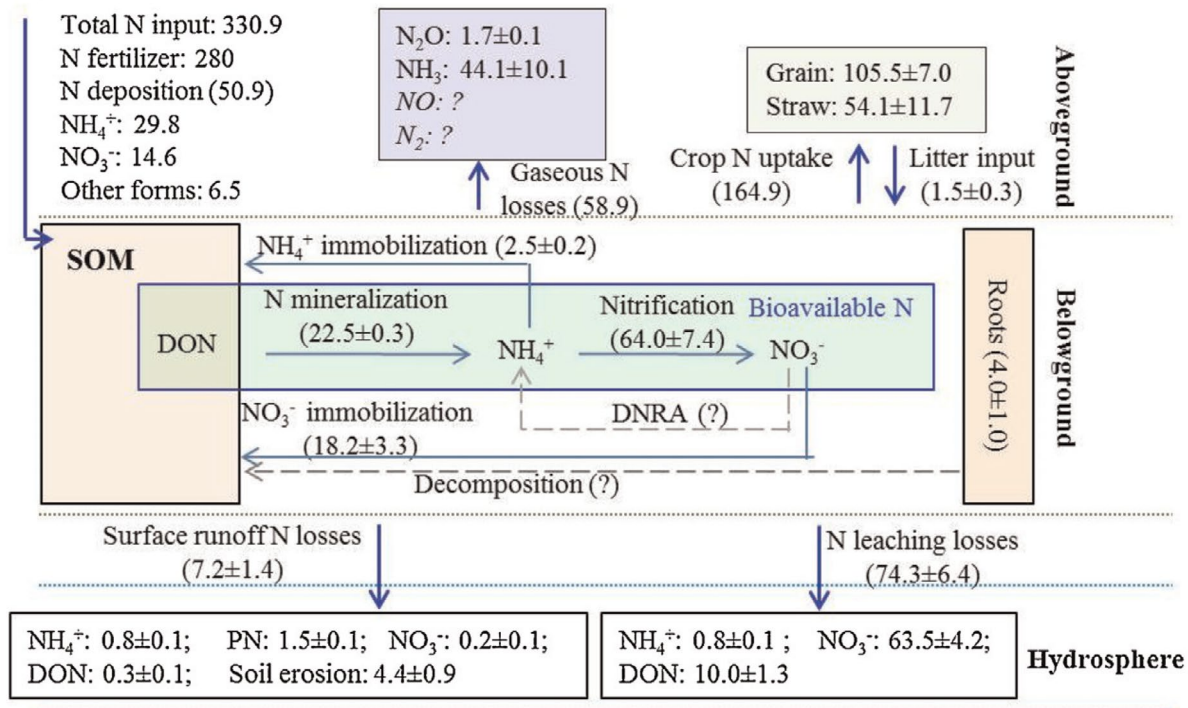 Total N input: 330.9
N fertilizer: 280
N deposition (50.9)
NH₄⁺: 29.8
NO₃⁻: 14.6
Other forms: 6.5
N₂O: 1.7±0.1
NH₃: 44.1±10.1
NO: ?
N₂: ?
Gaseous N
losses (58.9)
Grain: 105.5±7.0
Straw: 54.1±11.7
Crop N uptake
(164.9)
Litter input
(1.5±0.3)
Aboveground
SOM
NH₄⁺ immobilization (2.5±0.2)
N mineralization
(22.5±0.3)
Nitrification
(64.0±7.4)
Bioavailable N
DON
NH₄⁺
NO₃⁻
DNRA (?)
NO₃⁻ immobilization
(18.2±3.3)
Decomposition (?)
Roots (4.0±1.0)
Belowground
Surface runoff N losses
(7.2±1.4)
N leaching losses
(74.3±6.4)
NH₄⁺: 0.8±0.1; PN: 1.5±0.1; NO₃⁻: 0.2±0.1;
DON: 0.3±0.1; Soil erosion: 4.4±0.9
NH₄⁺: 0.8±0.1 ; NO₃⁻: 63.5±4.2;
DON: 10.0±1.3
Hydrosphere